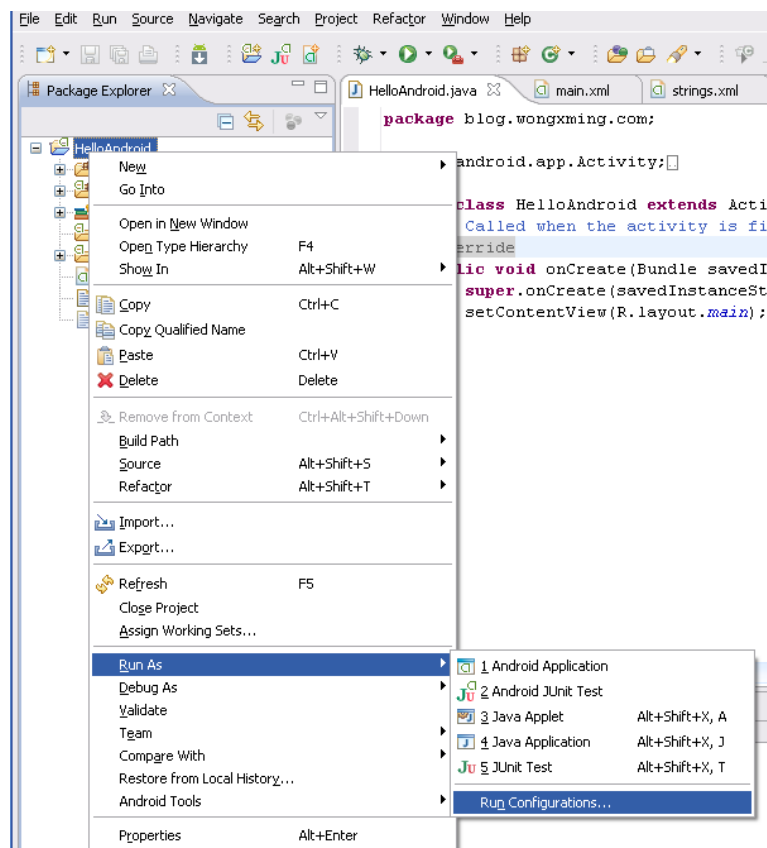 File Edit Run Source Navigate Search Project Refactor Window Help
Package Explorer
HelloAndroid.java main.xml strings.xml
package blog.wongxming.com;
HelloAndroid
android.app.Activity;
class HelloAndroid extends Acti
Called when the activity is fi
erride
lic void onCreate(Bundle savedI
super.onCreate(savedInstanceSt
setContentView(R.layout.main);
New
Go Into
Open in New Window
Open Type Hierarchy F4
Show In Alt+Shift+W
Copy Ctrl+C
Copy Qualified Name
Paste Ctrl+V
Delete Delete
Remove from Context Ctrl+Alt+Shift+Down
Build Path
Source Alt+Shift+S
Refactor Alt+Shift+T
Import...
Export...
Refresh F5
Close Project
Assign Working Sets...
Run As
Debug As
Validate
Team
Compare With
Restore from Local History...
Android Tools
Properties Alt+Enter
1 Android Application
2 Android JUnit Test
3 Java Applet Alt+Shift+X, A
4 Java Application Alt+Shift+X, J
5 JUnit Test Alt+Shift+X, T
Run Configurations...